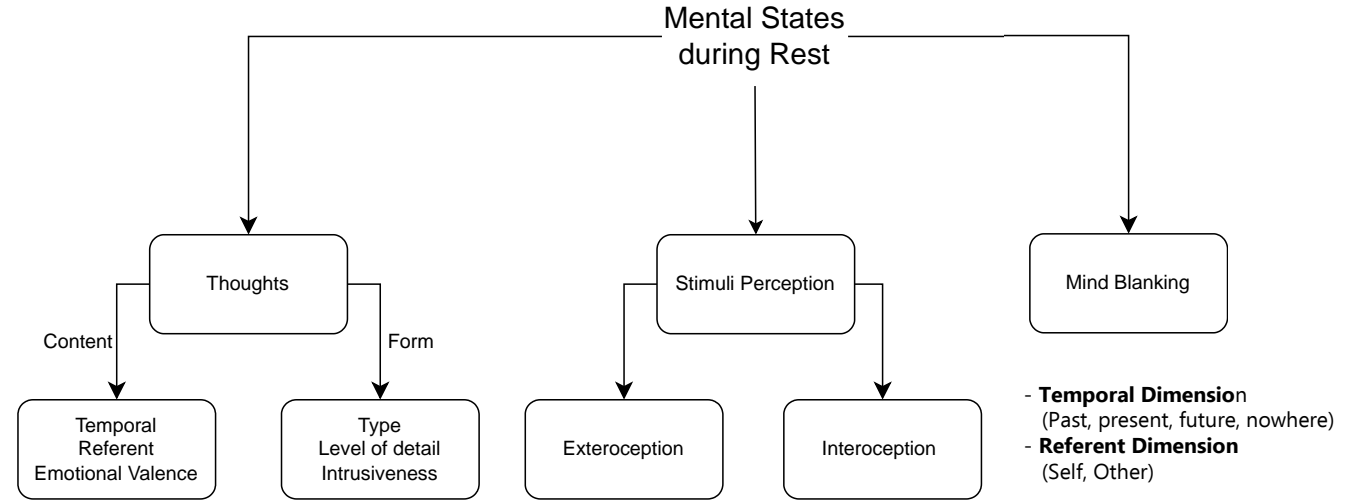 Mental States
during Rest
Thoughts
Stimuli Perception
Mind Blanking
Content
Form
Temporal
Referent
Emotional Valence
Type
Level of detail
Intrusiveness
Exteroception
Interoception
- Temporal Dimension
(Past, present, future, nowhere)
- Referent Dimension
(Self, Other)